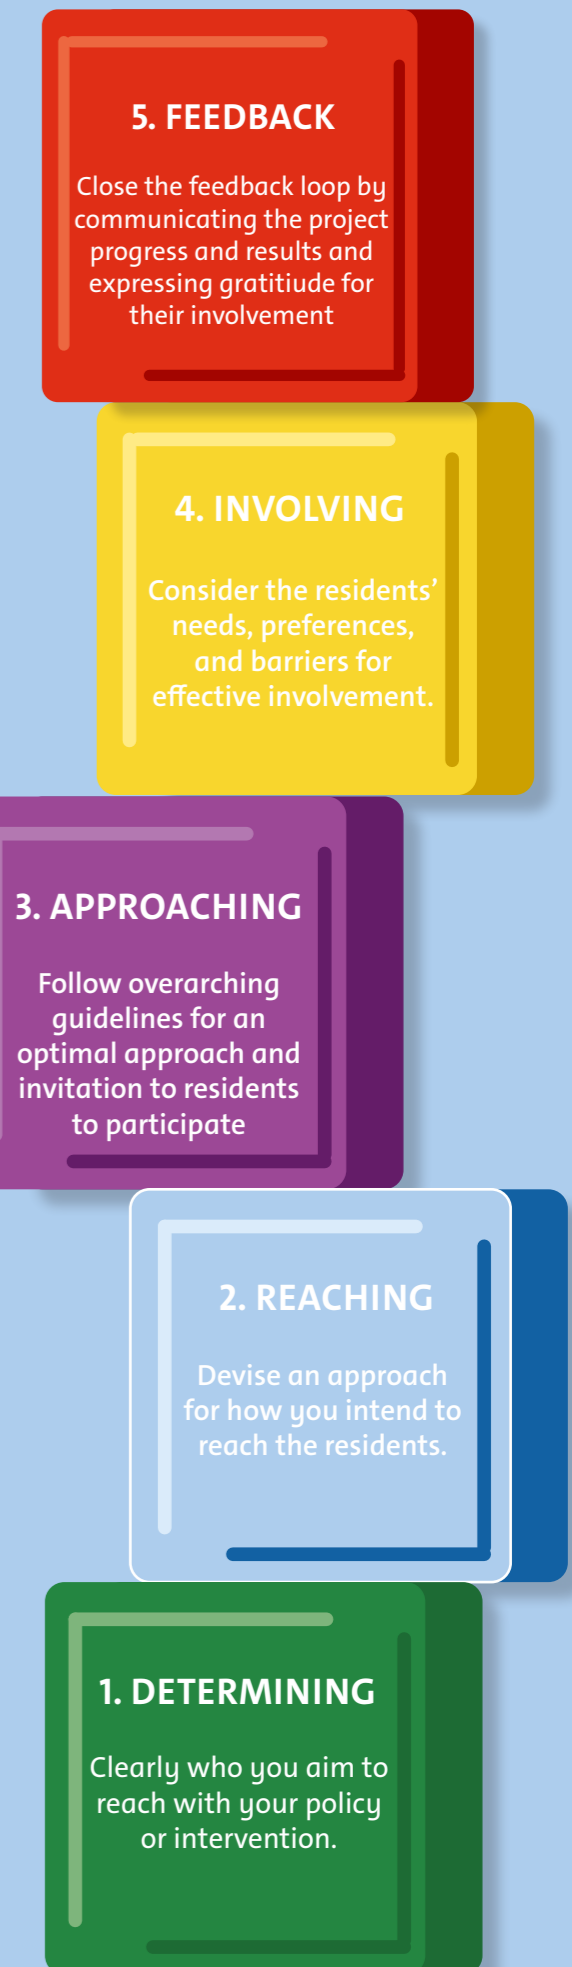 5. FEEDBACK
Close the feedback loop by
communicating the project
progress and results and
expressing gratitiude for
their involvement
4. INVOLVING
Consider the residents’
needs, preferences,
and barriers for
effective involvement.
3. APPROACHING
Follow overarching
guidelines for an
optimal approach and
invitation to residents
to participate
2. REACHING
Devise an approach
for how you intend to
reach the residents.
1. DETERMINING
Clearly who you aim to
reach with your policy
or intervention.